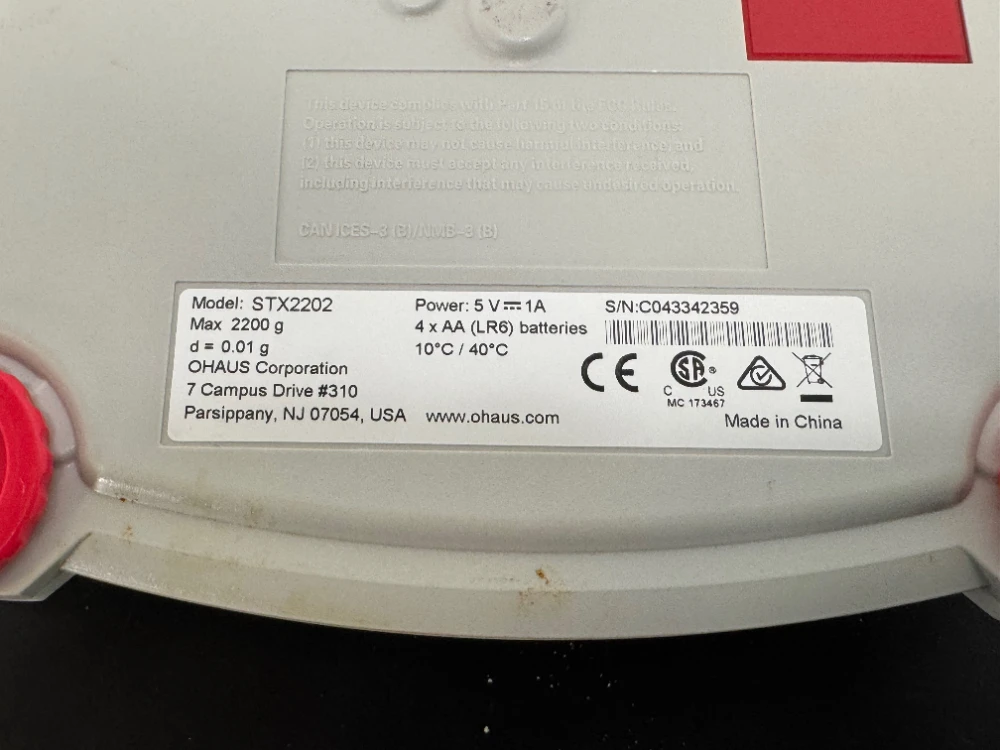 This device complies with Part 15 of the FCC Rules.
Operation is subject to the following two conditions:
(1) this device may not cause harmful interference, and
(2) this device must accept any interference received,
including interference that may cause undesired operation.
CAN ICES-3 (B)/NMB-3 (B)
Model: STX2202
Max 2200 g
d = 0.01 g
OHAUS Corporation
7 Campus Drive #310
Parsippany, NJ 07054, USA www.ohaus.com
Power: 5 V⎓1A
4 x AA (LR6) batteries
10°C / 40°C
S/N:C043342359
CE
SA®
C US
MC 173467
Made in China